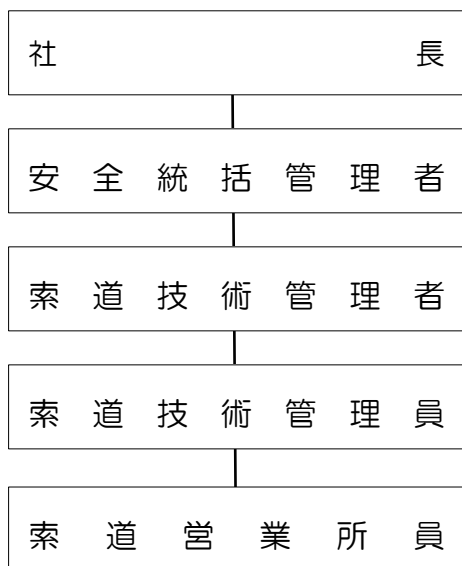 社長
安全統括管理者
索道技術管理者
索道技術管理員
索道営業所員